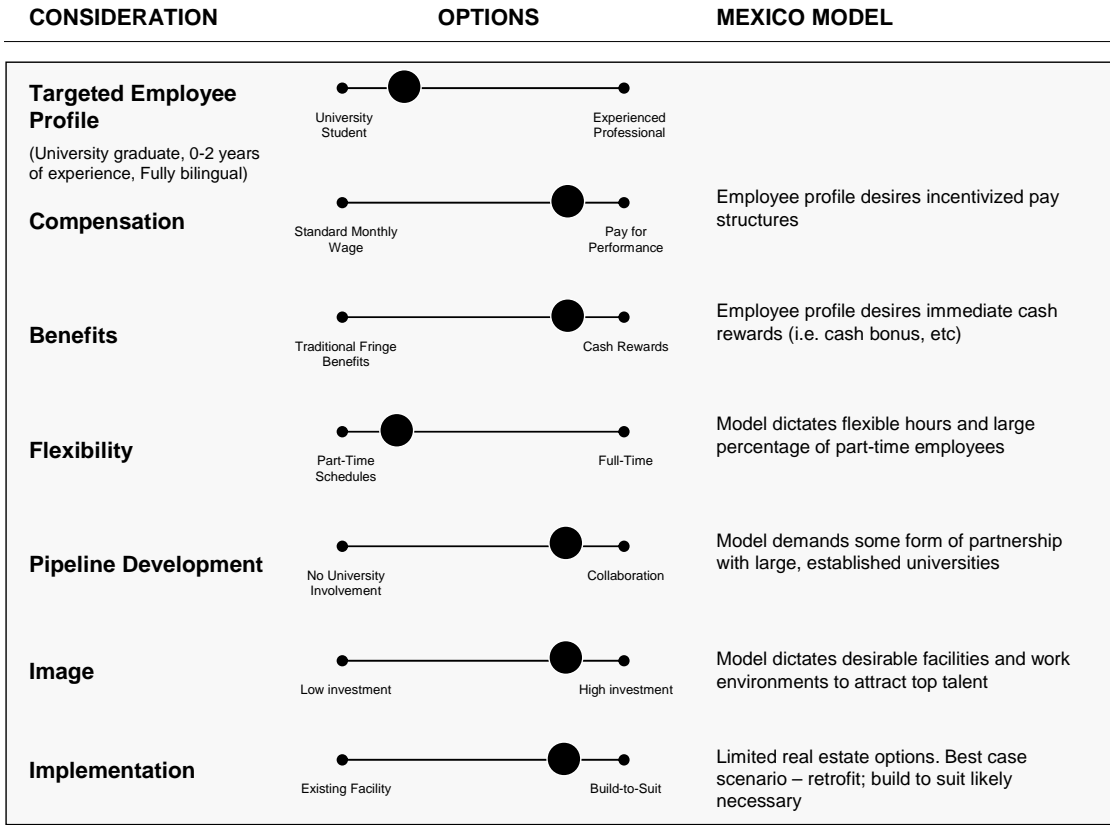 CONSIDERATION OPTIONS MEXICO MODEL
Targeted Employee
Profile
(University graduate, 0-2 years
of experience, Fully bilingual)
University
Student
Experienced
Professional
Compensation
Standard Monthly
Wage
Pay for
Performance
Employee profile desires incentivized pay
structures
Benefits
Traditional Fringe
Benefits
Cash Rewards
Employee profile desires immediate cash
rewards (i.e. cash bonus, etc)
Flexibility
Part-Time
Schedules
Full-Time
Model dictates flexible hours and large
percentage of part-time employees
Pipeline Development
No University
Involvement
Collaboration
Model demands some form of partnership
with large, established universities
Image
Low investment
High investment
Model dictates desirable facilities and work
environments to attract top talent
Implementation
Existing Facility
Build-to-Suit
Limited real estate options. Best case
scenario – retrofit; build to suit likely
necessary